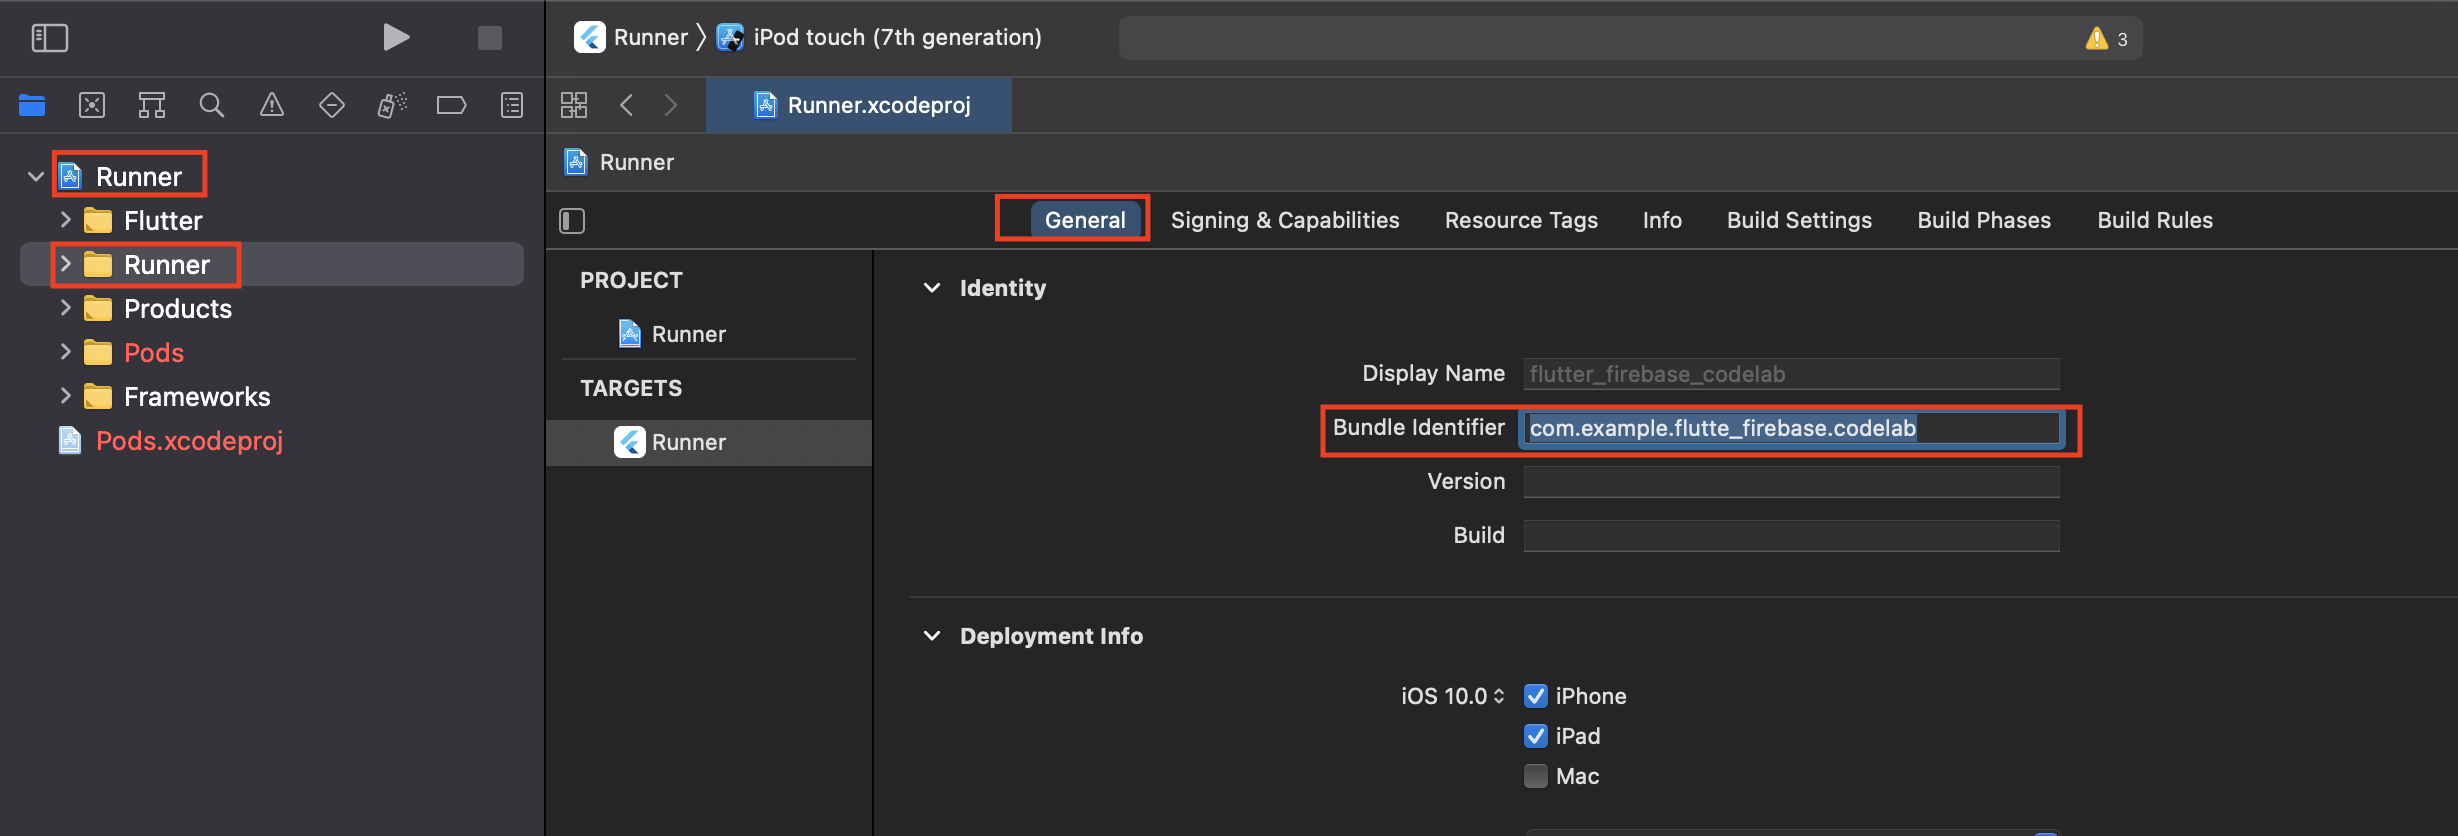 Runner
iPod touch (7th generation)
3
Runner.xcodeproj
Runner
Runner
Flutter
Runner
Products
Pods
Frameworks
Pods.xcodeproj
General
Signing & Capabilities
Resource Tags
Info
Build Settings
Build Phases
Build Rules
PROJECT
Runner
TARGETS
Runner
Identity
Display Name
flutter_firebase_codelab
Bundle Identifier
com.example.flutte_firebase.codelab
Version
Build
Deployment Info
iOS 10.0
iPhone
iPad
Mac